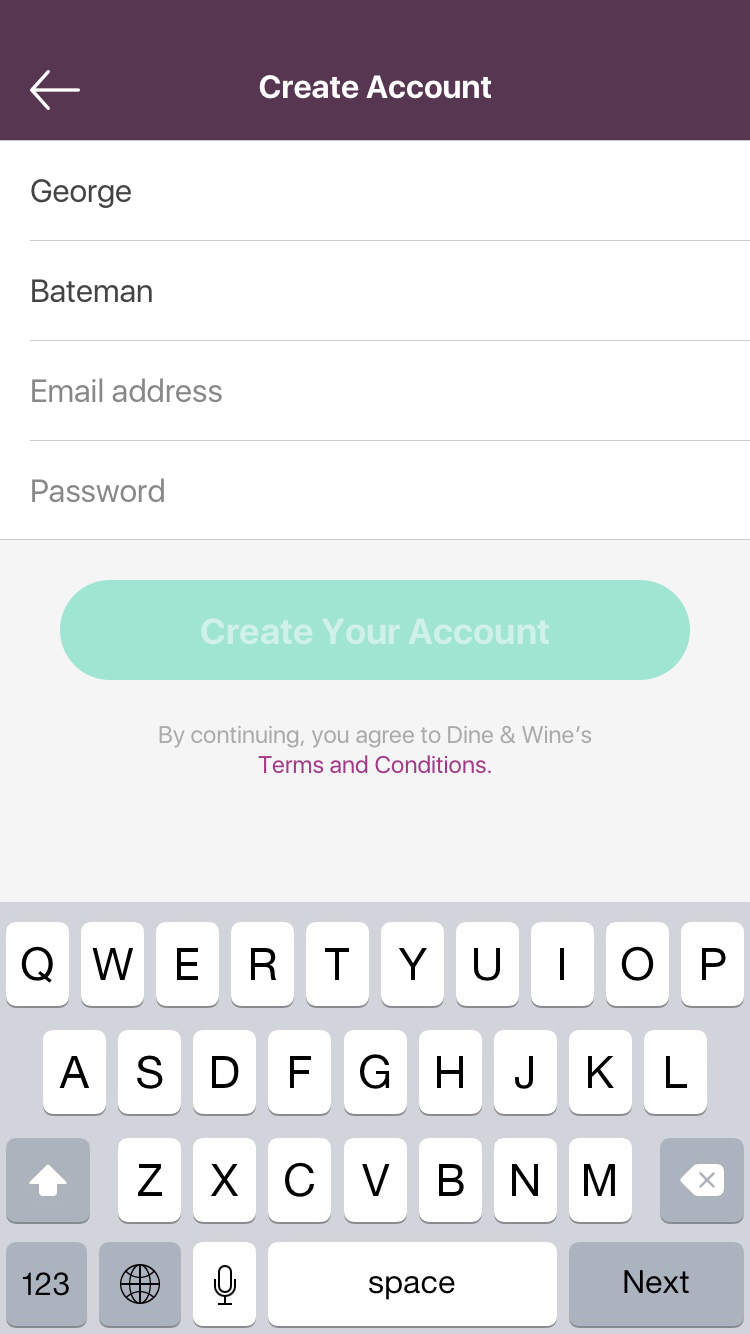 Create Account
George
Bateman
Email address
Password
Create Your Account
By continuing, you agree to Dine & Wine’s
Terms and Conditions.
Q W E R T Y U I O P
A S D F G H J K L
Z X C V B N M
123 space Next